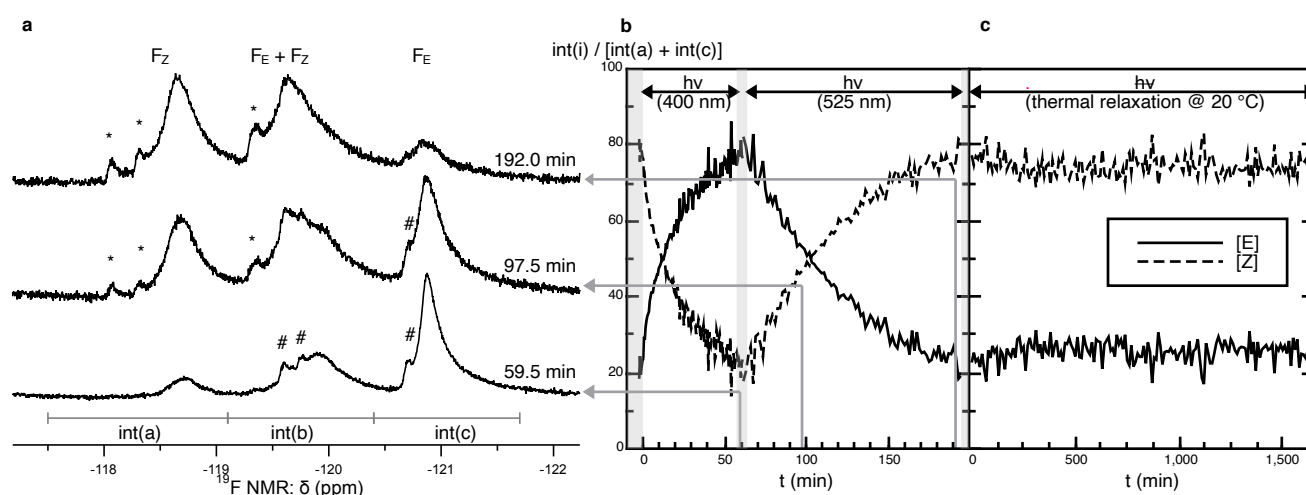 a
F_Z
F_E + F_Z
F_E
*
*
*
192.0 min
*
*
*
#
97.5 min
#
#
#
59.5 min
int(a)
int(b)
int(c)
-118
-119
-120
-121
-122
19F NMR: δ (ppm)
b
int(i) / [int(a) + int(c)]
100
80
60
40
20
0
hν
(400 nm)
hν
(525 nm)
0
50
100
150
t (min)
c
hν
(thermal relaxation @ 20 °C)
[E]
[Z]
0
500
1,000
1,500
t (min)